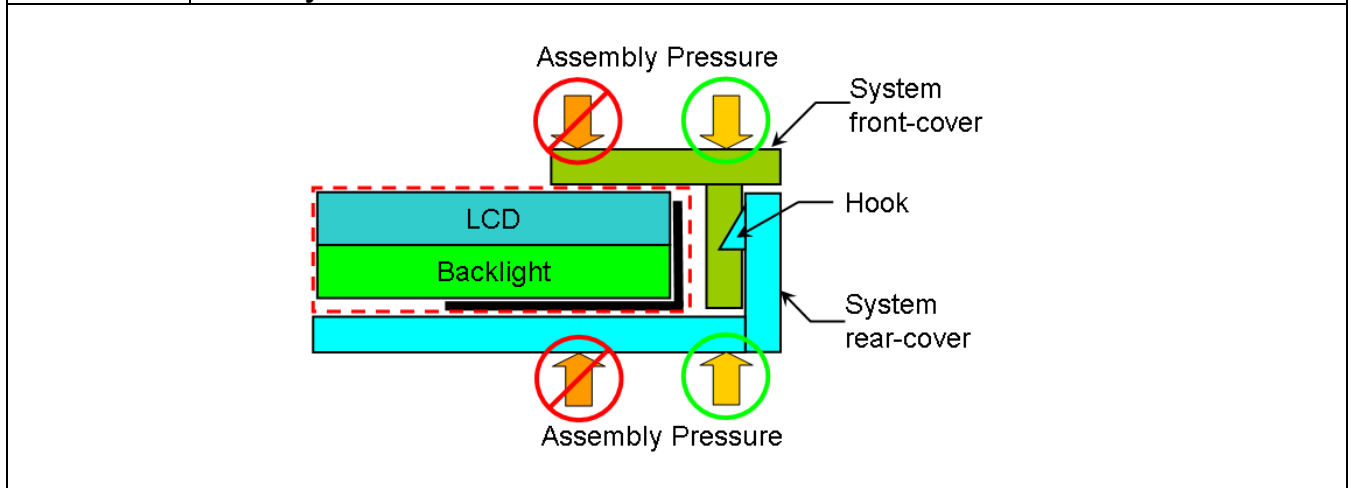 Assembly Pressure
System
front-cover
LCD
Hook
Backlight
System
rear-cover
Assembly Pressure